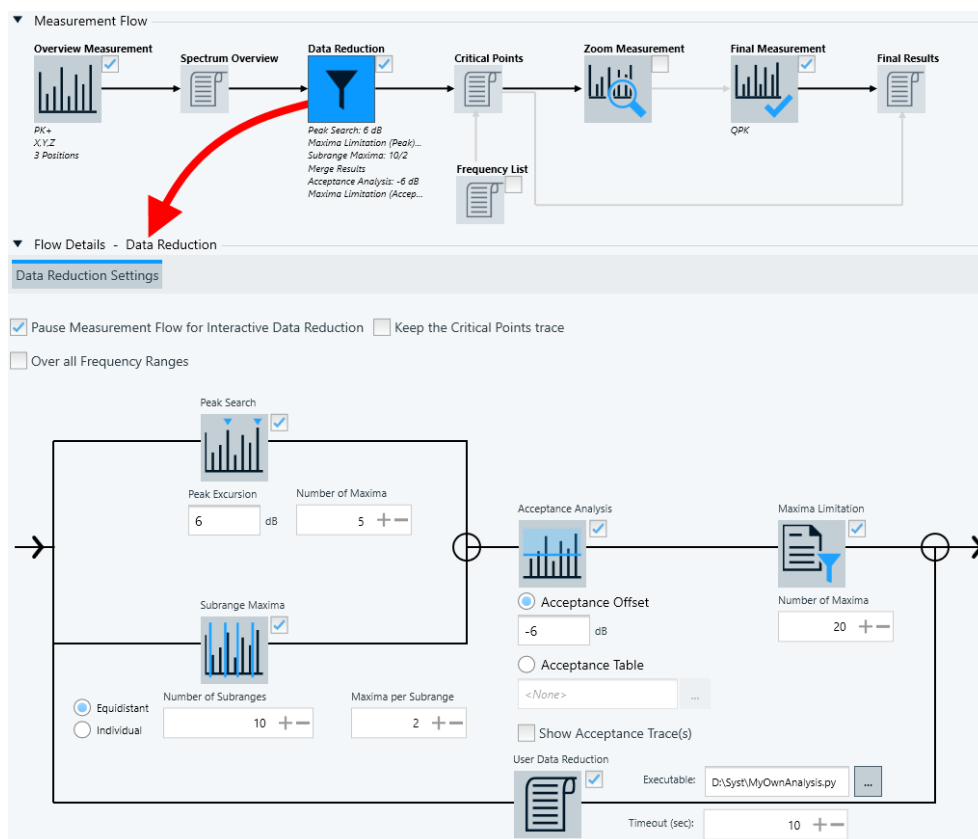 Measurement Flow
Overview Measurement
Spectrum Overview
Data Reduction
Critical Points
Zoom Measurement
Final Measurement
Final Results
PK+
X,Y,Z
3 Positions
Peak Search: 6 dB
Maxima Limitation (Peak)...
Subrange Maxima: 10/2
Merge Results
Acceptance Analysis: -6 dB
Maxima Limitation (Accep...
QPK
Frequency List
Flow Details - Data Reduction
Data Reduction Settings
Pause Measurement Flow for Interactive Data Reduction Keep the Critical Points trace
Over all Frequency Ranges
Peak Search
Peak Excursion Number of Maxima
6 dB 5
Acceptance Analysis
Maxima Limitation
Acceptance Offset
-6 dB
Number of Maxima
20
Subrange Maxima
Acceptance Table
<None> ...
Number of Subranges Maxima per Subrange
Equidistant
10 2
Individual
Show Acceptance Trace(s)
User Data Reduction
Executable: D:\Syst\MyOwnAnalysis.py ...
Timeout (sec): 10